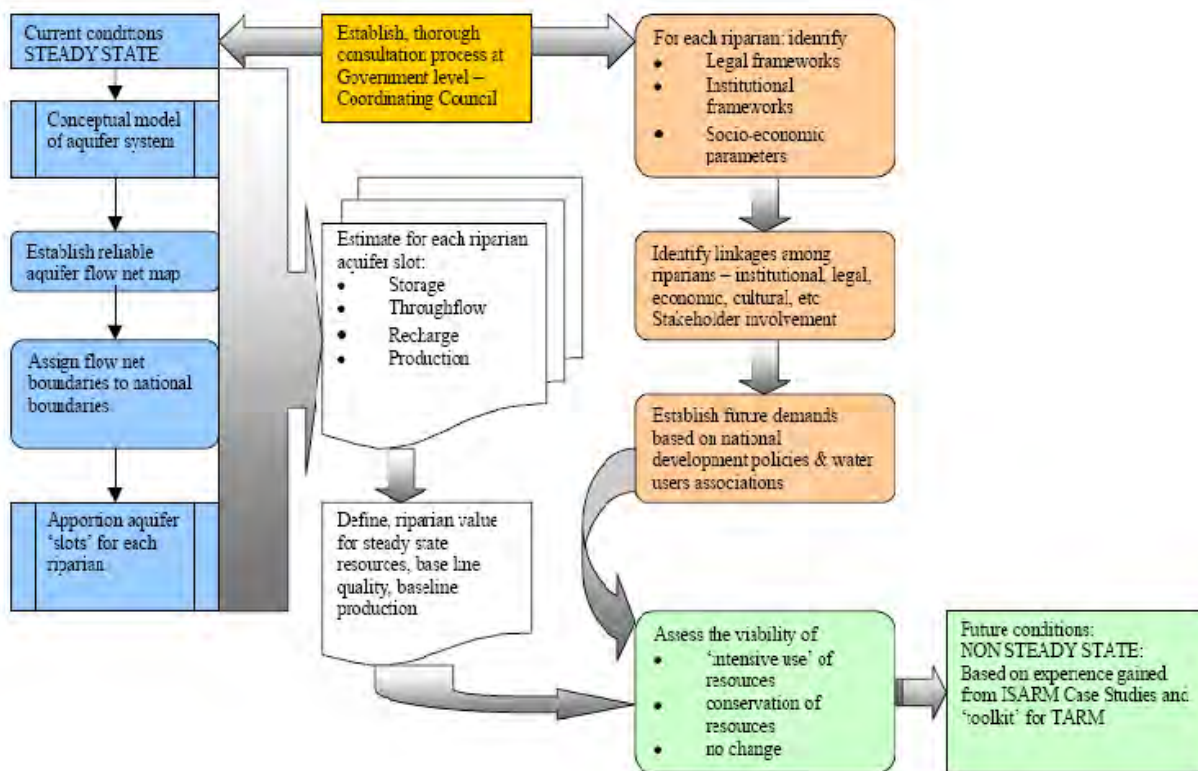 Current conditions
STEADY STATE
Conceptual model
of aquifer system
Establish reliable
aquifer flow net map
Assign flow net
boundaries to national
boundaries
Apportion aquifer
‘slots’ for each
riparian
Establish, thorough
consultation process at
Government level –
Coordinating Council
Estimate for each riparian
aquifer slot:
• Storage
• Throughflow
• Recharge
• Production
Define, riparian value
for steady state
resources, base line
quality, baseline
production
For each riparian: identify
• Legal frameworks
• Institutional
frameworks
• Socio-economic
parameters
Identify linkages among
riparians – institutional, legal,
economic, cultural, etc
Stakeholder involvement
Establish future demands
based on national
development policies & water
users associations
Assess the viability of
• ‘intensive use’ of
resources
• conservation of
resources
• no change
Future conditions:
NON STEADY STATE:
Based on experience gained
from ISARM Case Studies and
‘toolkit’ for TARM